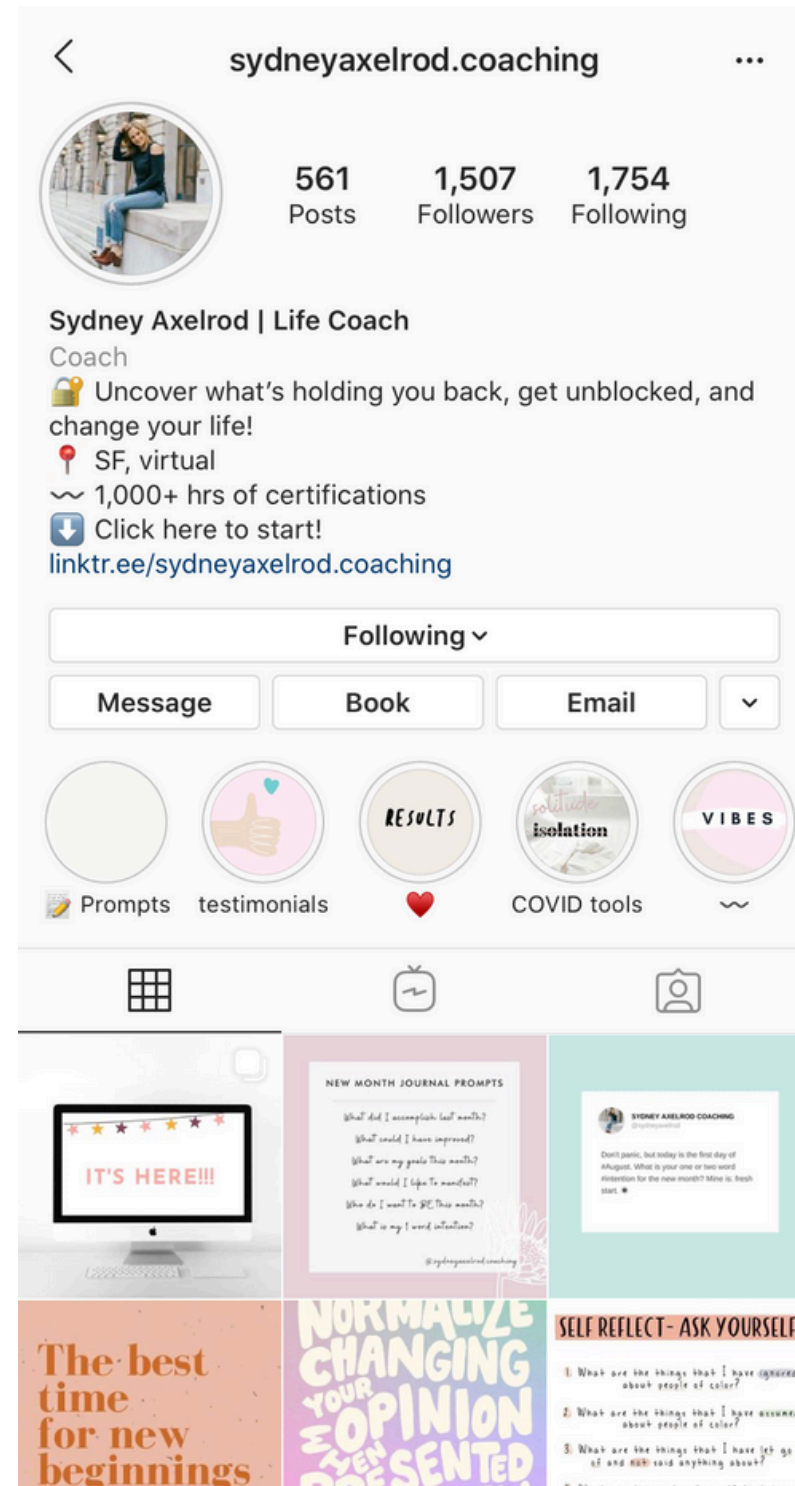 sydneyaxelrod.coaching
561
Posts
1,507
Followers
1,754
Following
Sydney Axelrod | Life Coach
Coach
🔐 Uncover what's holding you back, get unblocked, and
change your life!
📍 SF, virtual
〰️ 1,000+ hrs of certifications
⬇️ Click here to start!
linktr.ee/sydneyaxelrod.coaching
Following
Message
Book
Email
RESULTS
solitude
isolation
VIBES
📝 Prompts
testimonials
♥️
COVID tools
〰️
IT'S HERE!!!
NEW MONTH JOURNAL PROMPTS
What did I accomplish last month?
What could I have improved?
What are my goals this month?
What would I like to manifest?
Who do I want to BE this month?
What is my 1 word intention?
@sydneyaxelrod.coaching
SYDNEY AXELROD COACHING
@sydneyaxelrod
Don't panic, but today is the first day of
#August. What is your one or two word
#intention for the new month? Mine is: fresh
start.
The best
time
for new
beginnings
NORMALIZE
CHANGING
YOUR
OPINION
WHEN
PRESENTED
SELF REFLECT- ASK YOURSELF
1. What are the things that I have ignored
about people of color?
2. What are the things that I have assume
about people of color?
3. What are the things that I have let go
of and not said anything about?